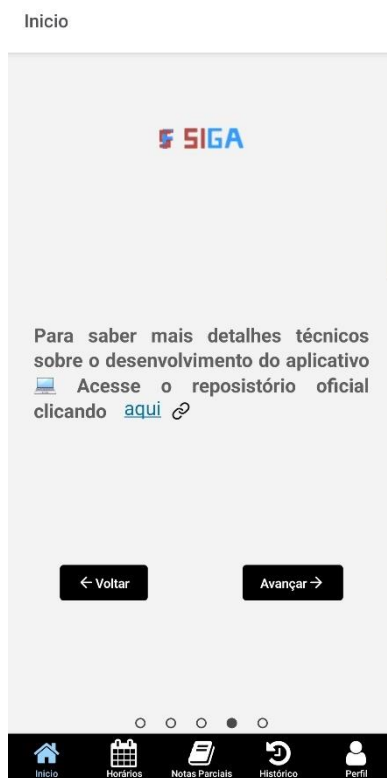 Inicio
SIGA
Para saber mais detalhes técnicos
sobre o desenvolvimento do aplicativo
💻 Acesse o reposistório oficial
clicando aqui
← Voltar
Avançar →
Inicio
Horários
Notas Parciais
Histórico
Perfil